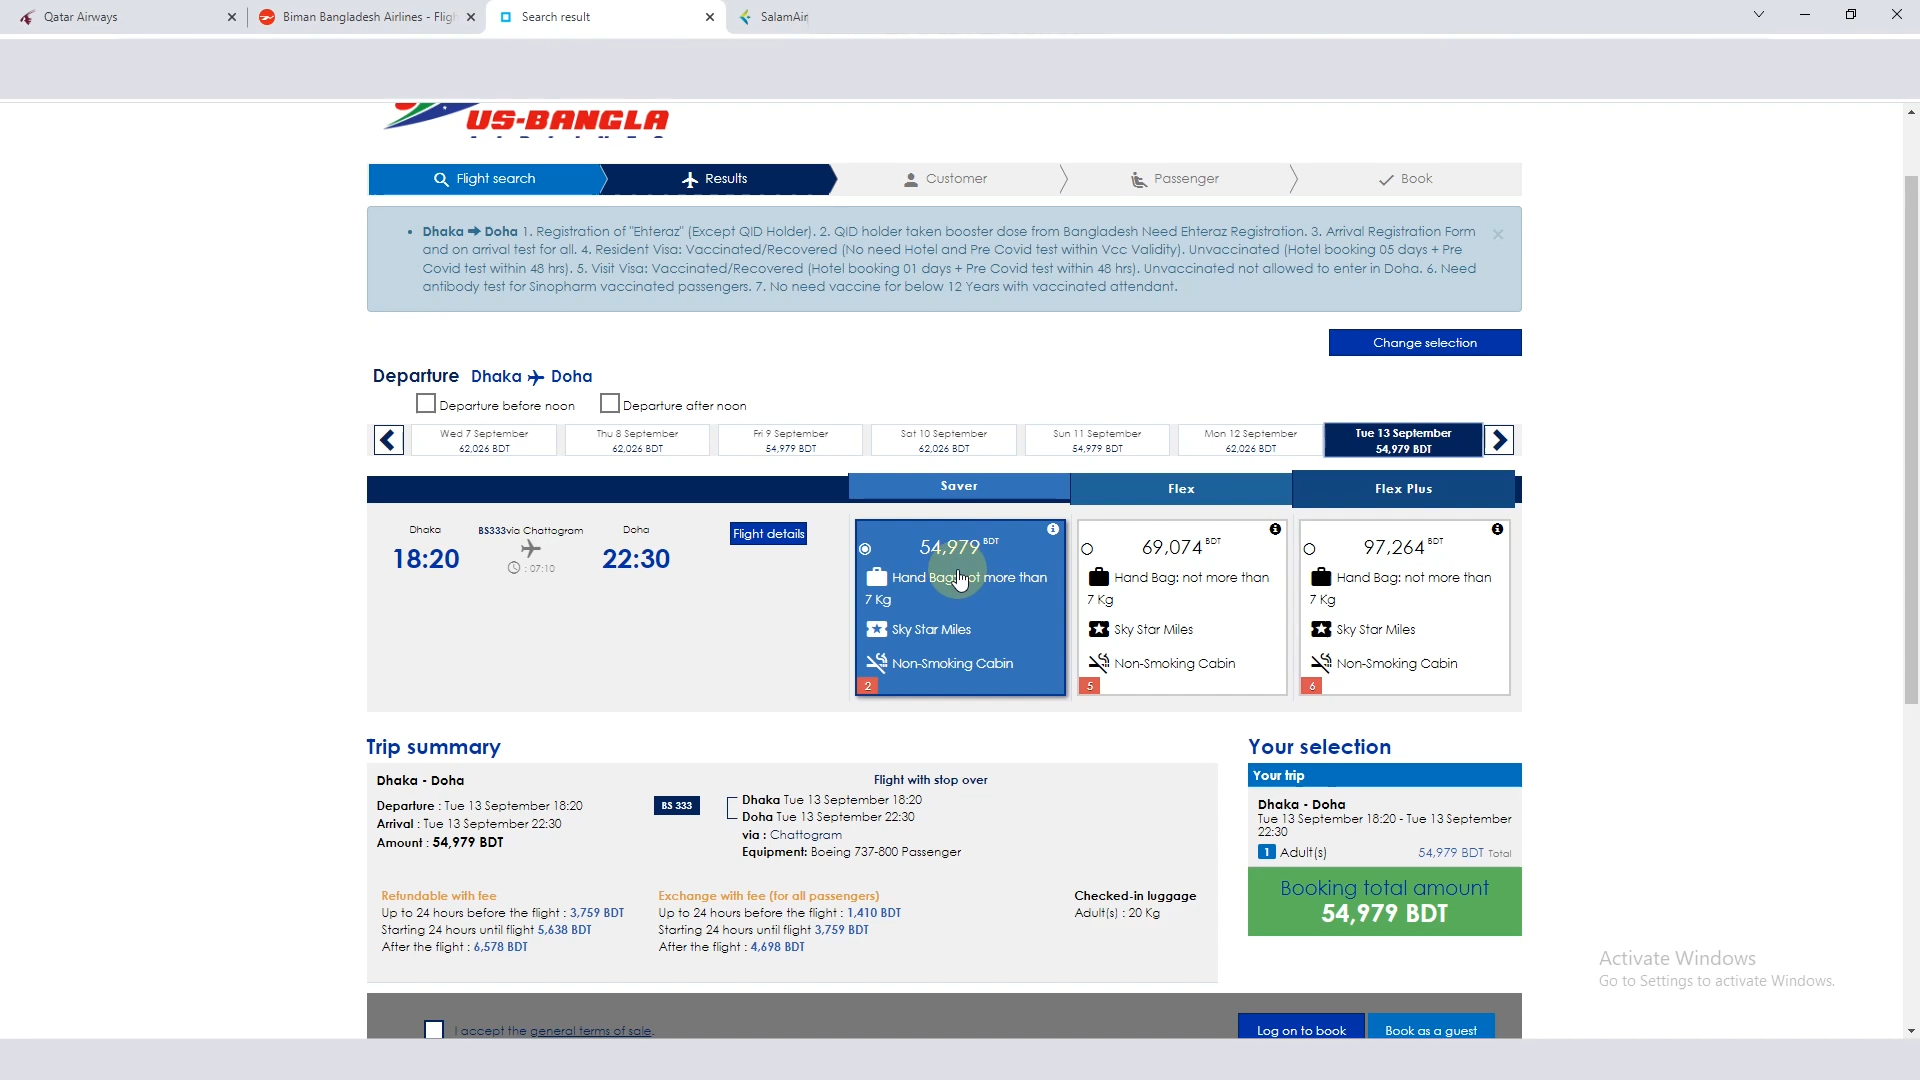 Qatar Airways
Biman Bangladesh Airlines - Flig
Search result
SalamAir
US-BANGLA
Flight search
Results
Customer
Passenger
Book
• Dhaka ➔ Doha 1. Registration of "Ehteraz" (Except QID Holder). 2. QID holder taken booster dose from Bangladesh Need Ehteraz Registration. 3. Arrival Registration Form
and on arrival test for all. 4. Resident Visa: Vaccinated/Recovered (No need Hotel and Pre Covid test within Vcc Validity). Unvaccinated (Hotel booking 05 days + Pre
Covid test within 48 hrs). 5. Visit Visa: Vaccinated/Recovered (Hotel booking 01 days + Pre Covid test within 48 hrs). Unvaccinated not allowed to enter in Doha. 6. Need
antibody test for Sinopharm vaccinated passengers. 7. No need vaccine for below 12 Years with vaccinated attendant.
Change selection
Departure Dhaka Doha
Departure before noon
Departure after noon
Wed 7 September
62,026 BDT
Thu 8 September
62,026 BDT
Fri 9 September
54,979 BDT
Sat 10 September
62,026 BDT
Sun 11 September
54,979 BDT
Mon 12 September
62,026 BDT
Tue 13 September
54,979 BDT
Saver
Flex
Flex Plus
Dhaka
18:20
BS333via Chattogram
: 07:10
Doha
22:30
Flight details
54,979 BDT
Hand Bag: not more than
7 Kg
Sky Star Miles
Non-Smoking Cabin
2
69,074 BDT
Hand Bag: not more than
7 Kg
Sky Star Miles
Non-Smoking Cabin
5
97,264 BDT
Hand Bag: not more than
7 Kg
Sky Star Miles
Non-Smoking Cabin
6
Trip summary
Dhaka - Doha
Departure : Tue 13 September 18:20
Arrival : Tue 13 September 22:30
Amount : 54,979 BDT
BS 333
Flight with stop over
Dhaka Tue 13 September 18:20
Doha Tue 13 September 22:30
via : Chattogram
Equipment: Boeing 737-800 Passenger
Refundable with fee
Up to 24 hours before the flight : 3,759 BDT
Starting 24 hours until flight 5,638 BDT
After the flight : 6,578 BDT
Exchange with fee (for all passengers)
Up to 24 hours before the flight : 1,410 BDT
Starting 24 hours until flight 3,759 BDT
After the flight : 4,698 BDT
Checked-in luggage
Adult(s) : 20 Kg
Your selection
Your trip
Dhaka - Doha
Tue 13 September 18:20 - Tue 13 September
22:30
1 Adult(s) 54,979 BDT Total
Booking total amount
54,979 BDT
Activate Windows
Go to Settings to activate Windows.
I accept the general terms of sale.
Log on to book
Book as a guest